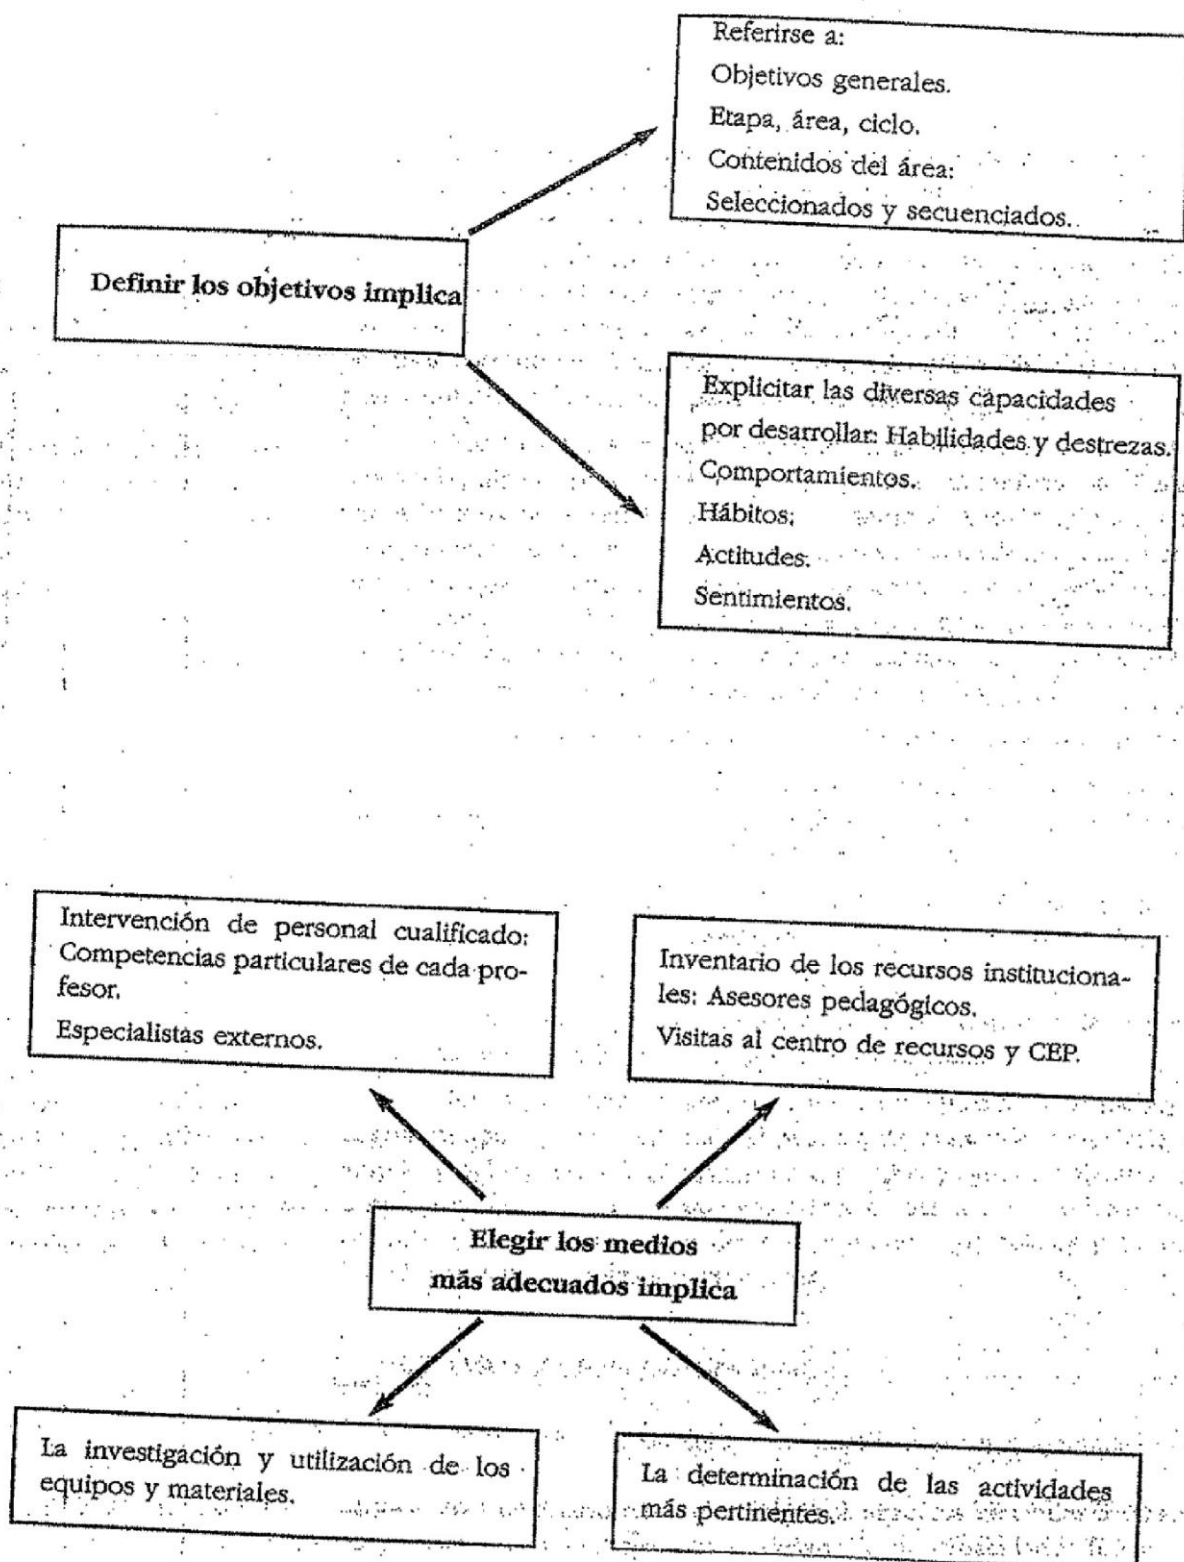 Referirse a:
Objetivos generales.
Etapa, área, ciclo.
Contenidos del área:
Seleccionados y secuenciados.
Definir los objetivos implica
Explicitar las diversas capacidades
por desarrollar: Habilidades y destrezas.
Comportamientos.
Hábitos.
Actitudes.
Sentimientos.
Intervención de personal cualificado:
Competencias particulares de cada pro-
fesor.
Especialistas externos.
Inventario de los recursos instituciona-
les: Asesores pedagógicos.
Visitas al centro de recursos y CEP.
Elegir los medios
más adecuados implica
La investigación y utilización de los
equipos y materiales.
La determinación de las actividades
más pertinentes.